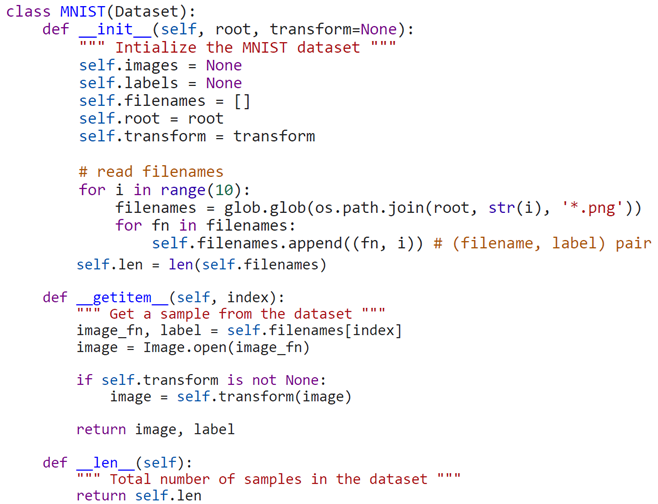 class MNIST(Dataset):
    def __init__(self, root, transform=None):
        """ Intialize the MNIST dataset """
        self.images = None
        self.labels = None
        self.filenames = []
        self.root = root
        self.transform = transform

        # read filenames
        for i in range(10):
            filenames = glob.glob(os.path.join(root, str(i), '*.png'))
            for fn in filenames:
                self.filenames.append((fn, i)) # (filename, label) pair
        self.len = len(self.filenames)

    def __getitem__(self, index):
        """ Get a sample from the dataset """
        image_fn, label = self.filenames[index]
        image = Image.open(image_fn)

        if self.transform is not None:
            image = self.transform(image)

        return image, label

    def __len__(self):
        """ Total number of samples in the dataset """
        return self.len